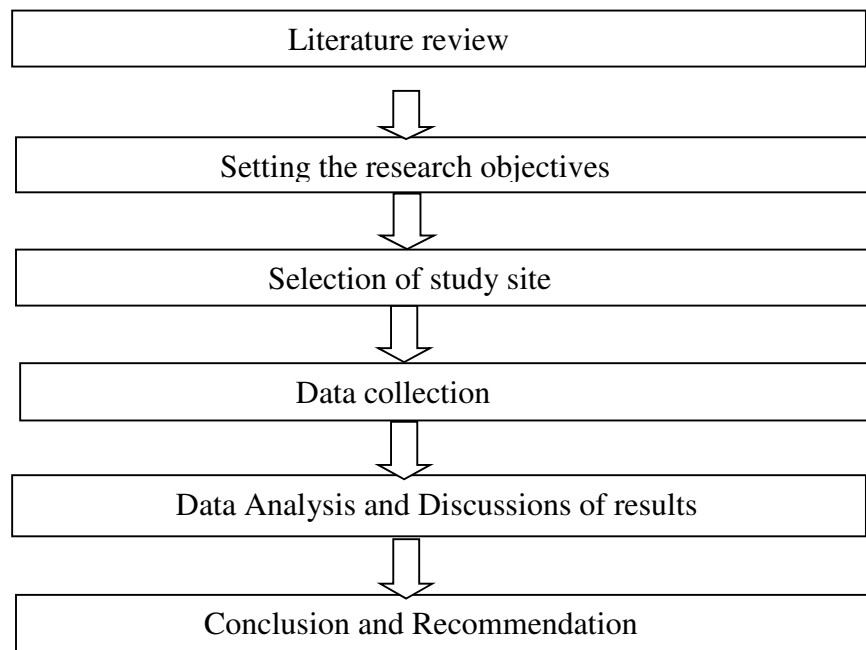 Literature review
Setting the research objectives
Selection of study site
Data collection
Data Analysis and Discussions of results
Conclusion and Recommendation